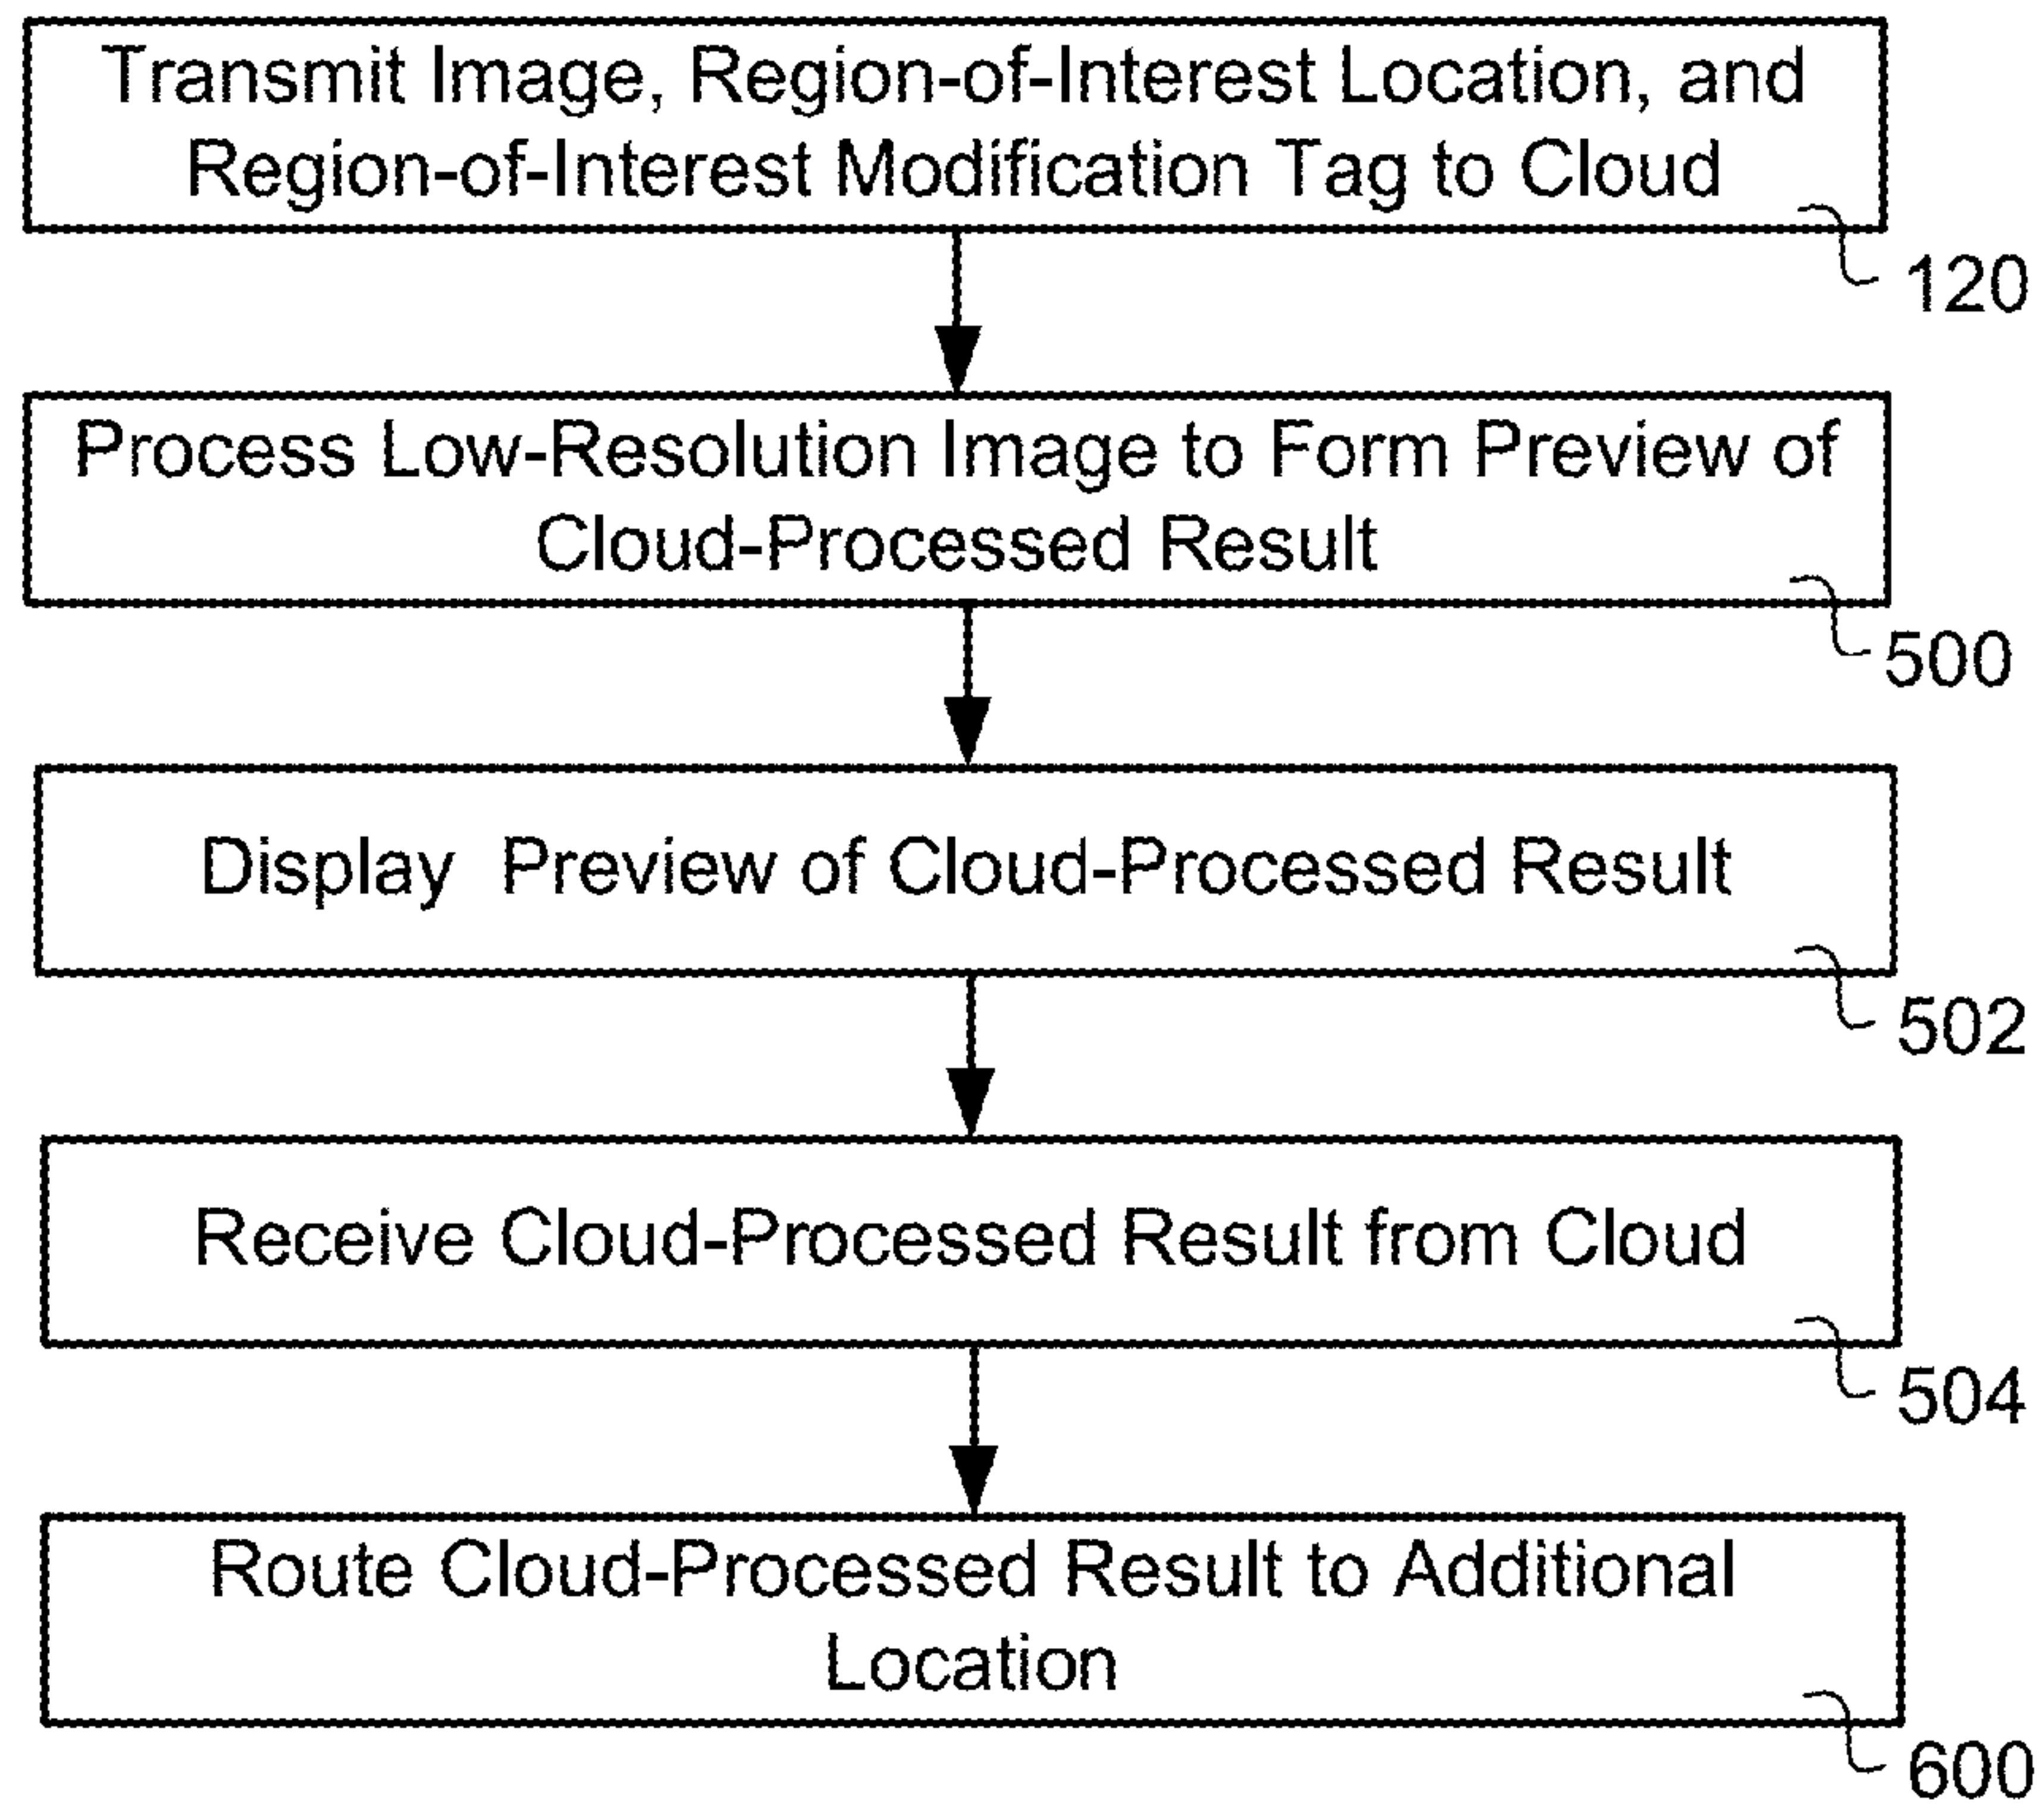 Transmit Image, Region-of-Interest Location, and
Region-of-Interest Modification Tag to Cloud
120
Process Low-Resolution Image to Form Preview of
Cloud-Processed Result
500
Display Preview of Cloud-Processed Result
502
Receive Cloud-Processed Result from Cloud
504
Route Cloud-Processed Result to Additional
Location
600